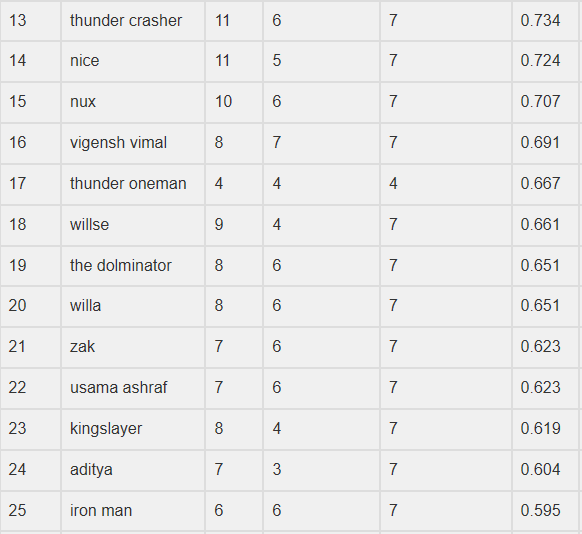 13 thunder crasher 11 6 7 0.734
14 nice 11 5 7 0.724
15 nux 10 6 7 0.707
16 vigensh vimal 8 7 7 0.691
17 thunder oneman 4 4 4 0.667
18 willse 9 4 7 0.661
19 the dolminator 8 6 7 0.651
20 willa 8 6 7 0.651
21 zak 7 6 7 0.623
22 usama ashraf 7 6 7 0.623
23 kingslayer 8 4 7 0.619
24 aditya 7 3 7 0.604
25 iron man 6 6 7 0.595